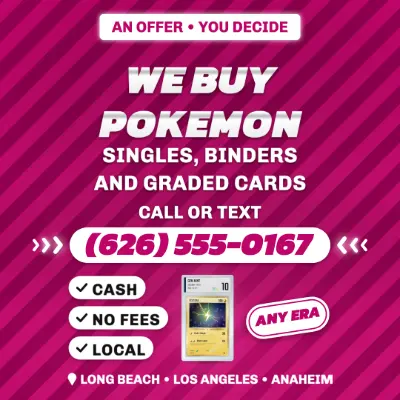 AN OFFER • YOU DECIDE
WE BUY
POKEMON
SINGLES, BINDERS
AND GRADED CARDS
CALL OR TEXT
(626) 555-0167
CASH
NO FEES
LOCAL
10
ANY ERA
LONG BEACH • LOS ANGELES • ANAHEIM